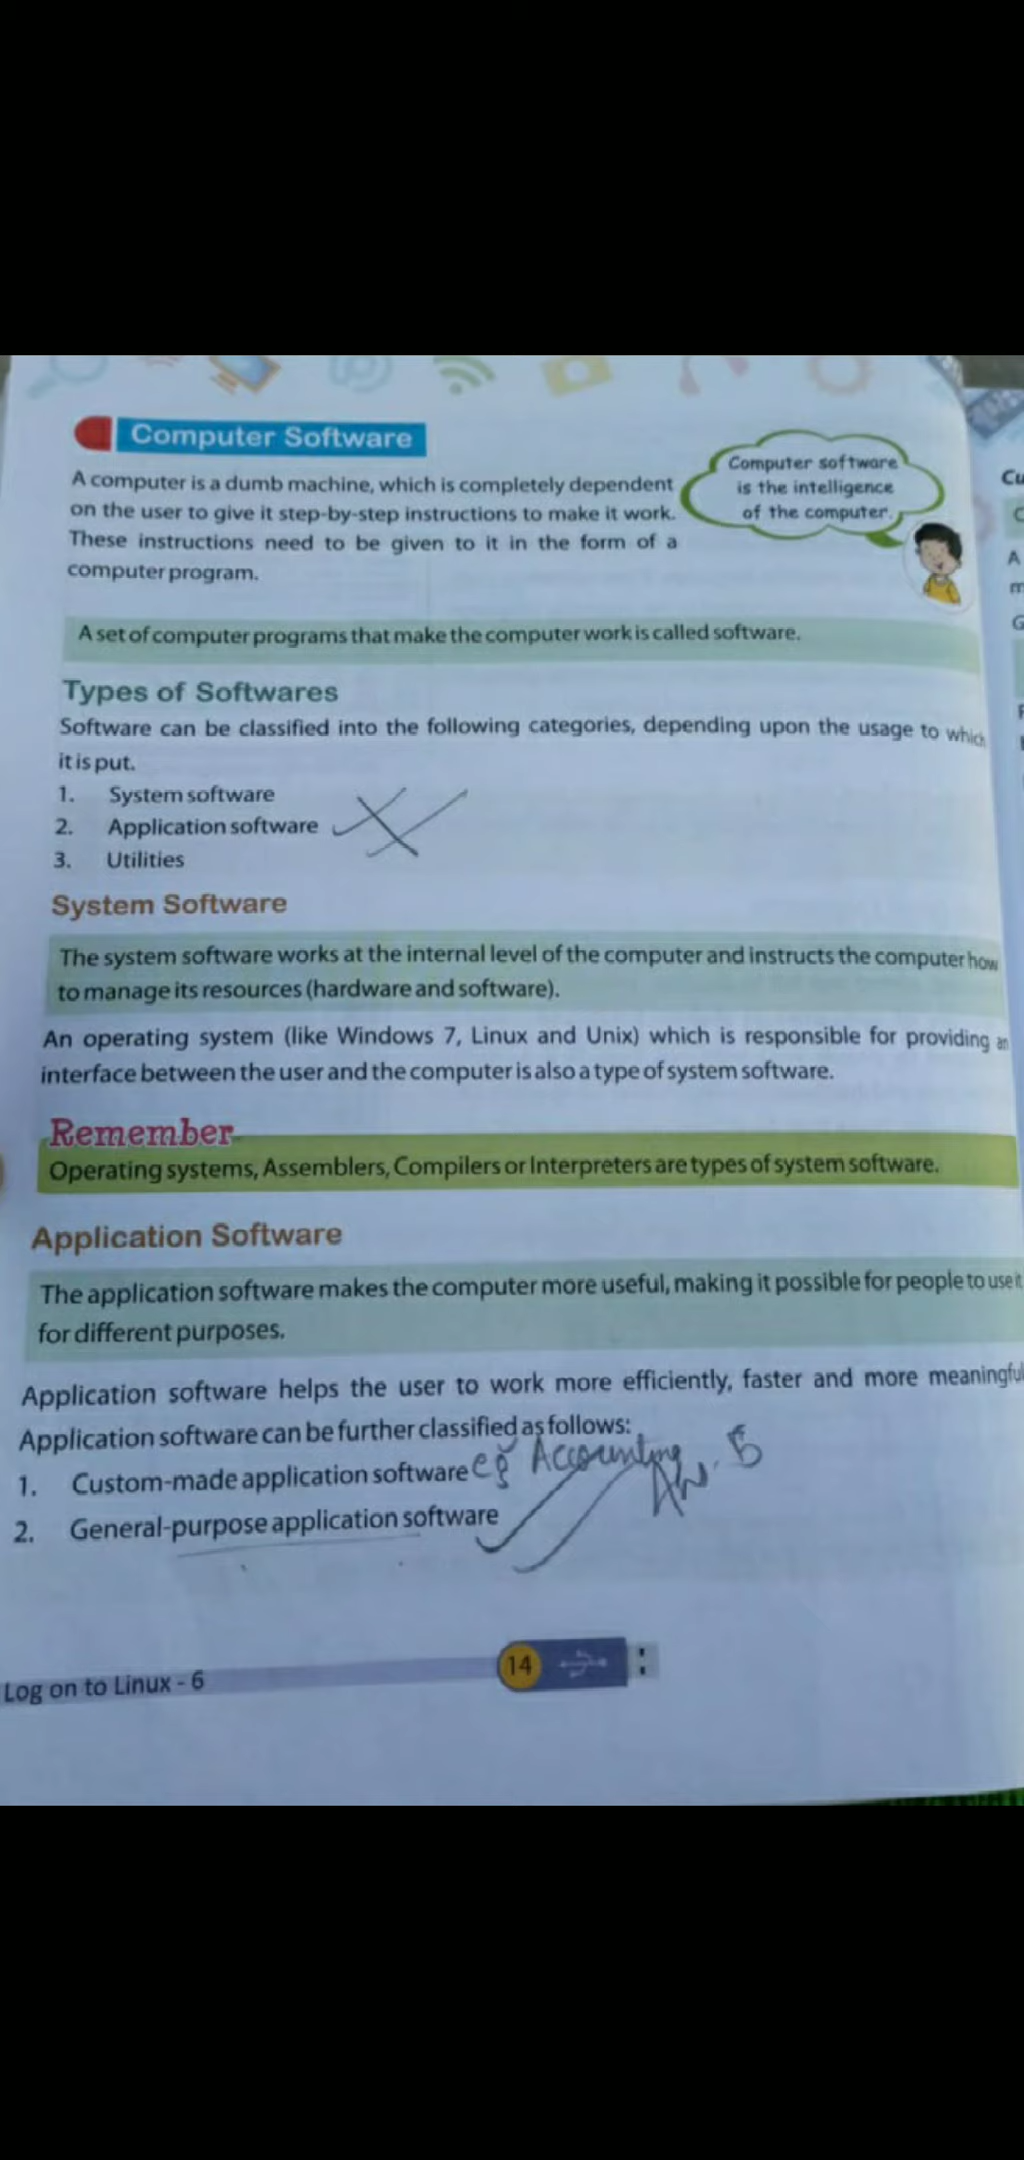 Computer Software
A computer is a dumb machine, which is completely dependent
on the user to give it step-by-step instructions to make it work.
These instructions need to be given to it in the form of a
computer program.
Computer software
is the intelligence
of the computer.
A set of computer programs that make the computer work is called software.
Types of Softwares
Software can be classified into the following categories, depending upon the usage to which
it is put.
1. System software
2. Application software
3. Utilities
System Software
The system software works at the internal level of the computer and instructs the computer how
to manage its resources (hardware and software).
An operating system (like Windows 7, Linux and Unix) which is responsible for providing an
interface between the user and the computer is also a type of system software.
Remember
Operating systems, Assemblers, Compilers or Interpreters are types of system software.
Application Software
The application software makes the computer more useful, making it possible for people to use it
for different purposes.
Application software helps the user to work more efficiently, faster and more meaningful
Application software can be further classified as follows:
1. Custom-made application software eg Accounting
Ans. 5
2. General-purpose application software
Log on to Linux - 6
14
Cu
A
m
G